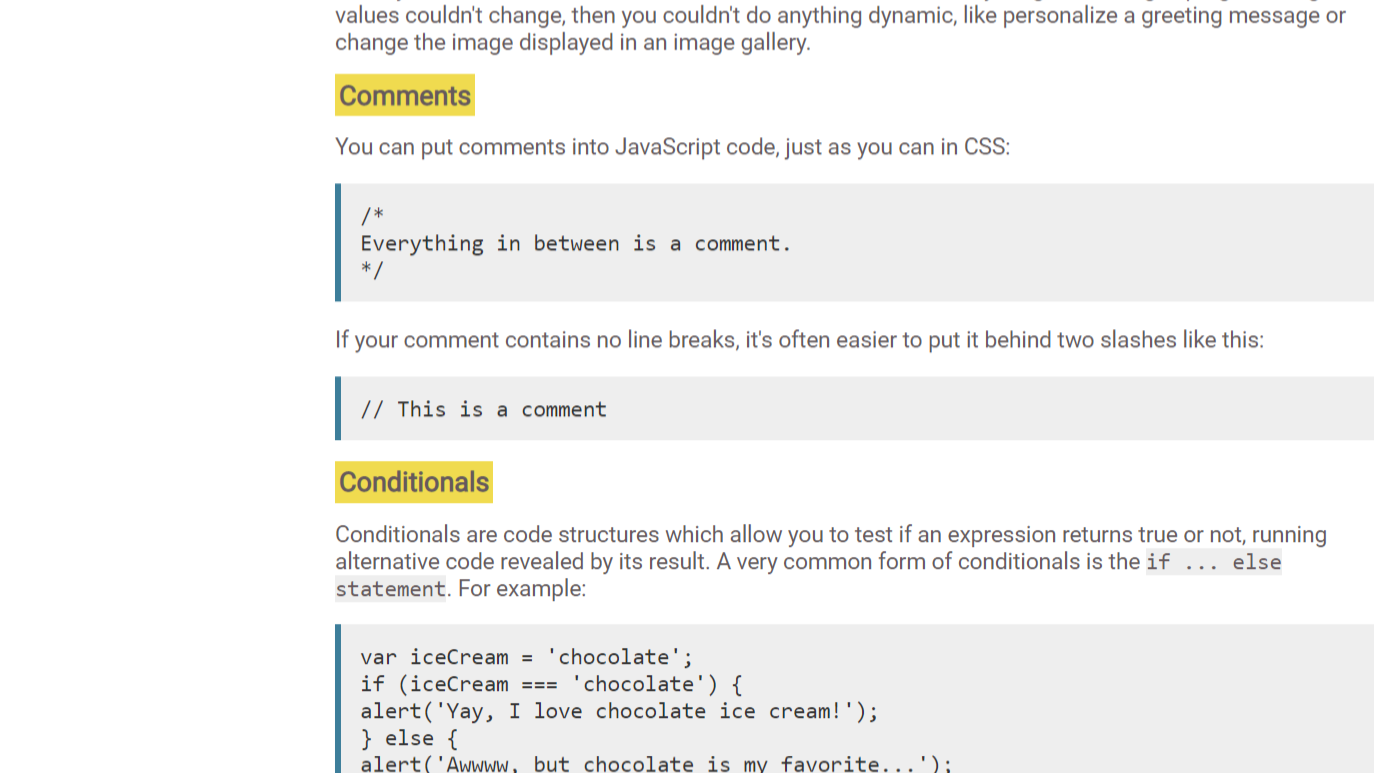 values couldn't change, then you couldn't do anything dynamic, like personalize a greeting message or
change the image displayed in an image gallery.
Comments
You can put comments into JavaScript code, just as you can in CSS:
/*
Everything in between is a comment.
*/
If your comment contains no line breaks, it's often easier to put it behind two slashes like this:
// This is a comment
Conditionals
Conditionals are code structures which allow you to test if an expression returns true or not, running
alternative code revealed by its result. A very common form of conditionals is the if ... else
statement. For example:
var iceCream = 'chocolate';
if (iceCream === 'chocolate') {
alert('Yay, I love chocolate ice cream!');
} else {
alert('Awwww, but chocolate is my favorite...');